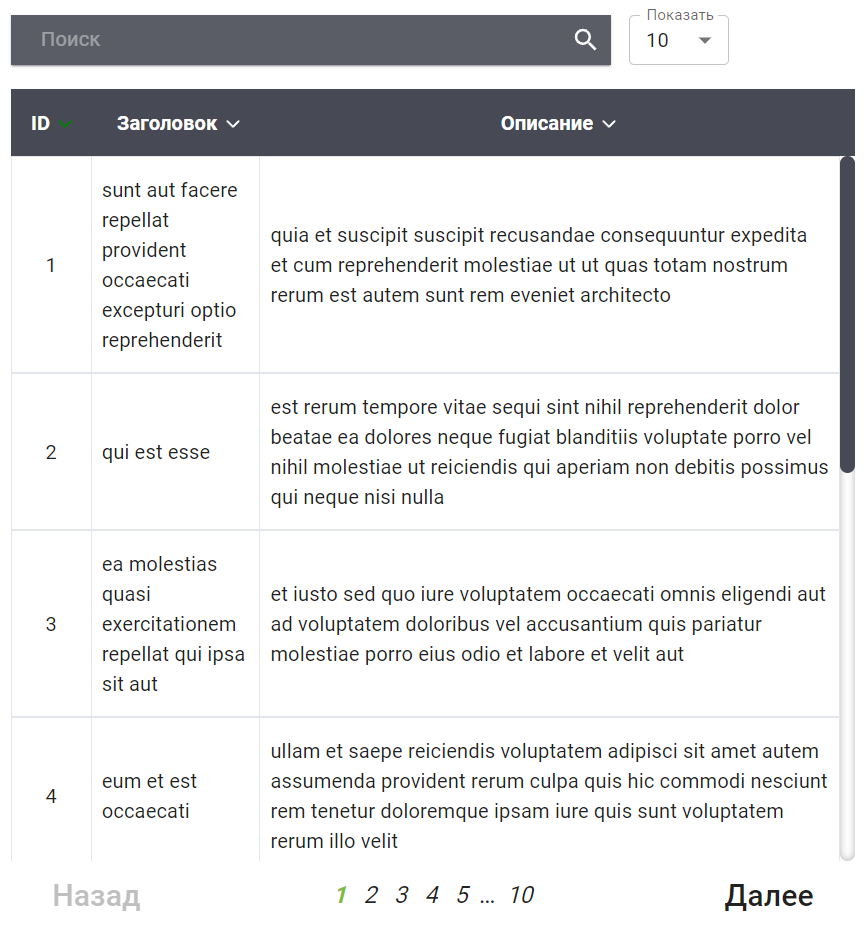 Показать
Поиск
10
ID Заголовок Описание
1
sunt aut facere
repellat
provident
occaecati
excepturi optio
reprehenderit
quia et suscipit suscipit recusandae consequuntur expedita
et cum reprehenderit molestiae ut ut quas totam nostrum
rerum est autem sunt rem eveniet architecto
2
qui est esse
est rerum tempore vitae sequi sint nihil reprehenderit dolor
beatae ea dolores neque fugiat blanditiis voluptate porro vel
nihil molestiae ut reiciendis qui aperiam non debitis possimus
qui neque nisi nulla
3
ea molestias
quasi
exercitationem
repellat qui ipsa
sit aut
et iusto sed quo iure voluptatem occaecati omnis eligendi aut
ad voluptatem doloribus vel accusantium quis pariatur
molestiae porro eius odio et labore et velit aut
4
eum et est
occaecati
ullam et saepe reiciendis voluptatem adipisci sit amet autem
assumenda provident rerum culpa quis hic commodi nesciunt
rem tenetur doloremque ipsam iure quis sunt voluptatem
rerum illo velit
Назад 1 2 3 4 5 ... 10 Далее